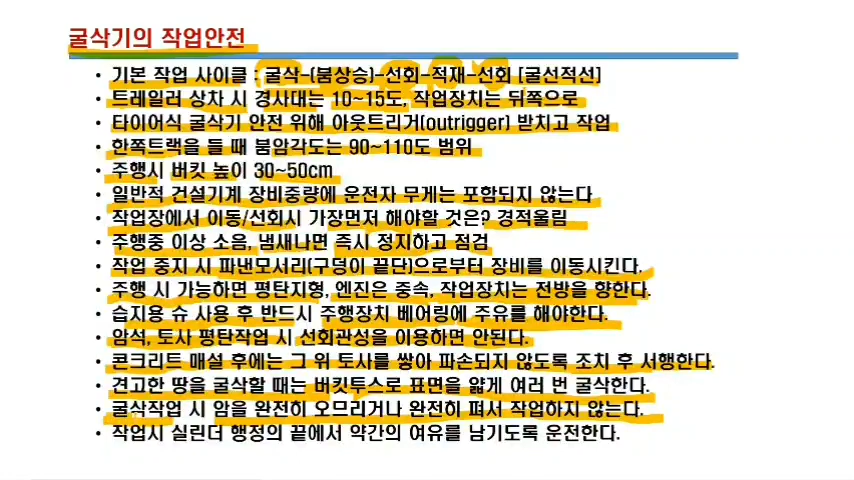 굴삭기의 작업안전
• 기본 작업 사이클 : 굴삭-(붐상승)-선회-적재-선회 [굴선적선]
• 트레일러 상차 시 경사대는 10~15도, 작업장치는 뒤쪽으로
• 타이어식 굴삭기 안전 위해 아웃트리거(outrigger) 받치고 작업
• 한쪽트랙을 들 때 붐암각도는 90~110도 범위
• 주행시 버킷 높이 30~50cm
• 일반적 건설기계 장비중량에 운전자 무게는 포함되지 않는다
• 작업장에서 이동/선회시 가장먼저 해야할 것은? 경적울림
• 주행중 이상 소음, 냄새나면 즉시 정지하고 점검
• 작업 중지 시 파낸모서리(구덩이 끝단)으로부터 장비를 이동시킨다.
• 주행 시 가능하면 평탄지형, 엔진은 중속, 작업장치는 전방을 향한다.
• 습지용 슈 사용 후 반드시 주행장치 베어링에 주유를 해야한다.
• 암석, 토사 평탄작업 시 선회관성을 이용하면 안된다.
• 콘크리트 매설 후에는 그 위 토사를 쌓아 파손되지 않도록 조치 후 서행한다.
• 견고한 땅을 굴삭할 때는 버킷투스로 표면을 얇게 여러 번 굴삭한다.
• 굴삭작업 시 암을 완전히 오므리거나 완전히 펴서 작업하지 않는다.
• 작업시 실린더 행정의 끝에서 약간의 여유를 남기도록 운전한다.